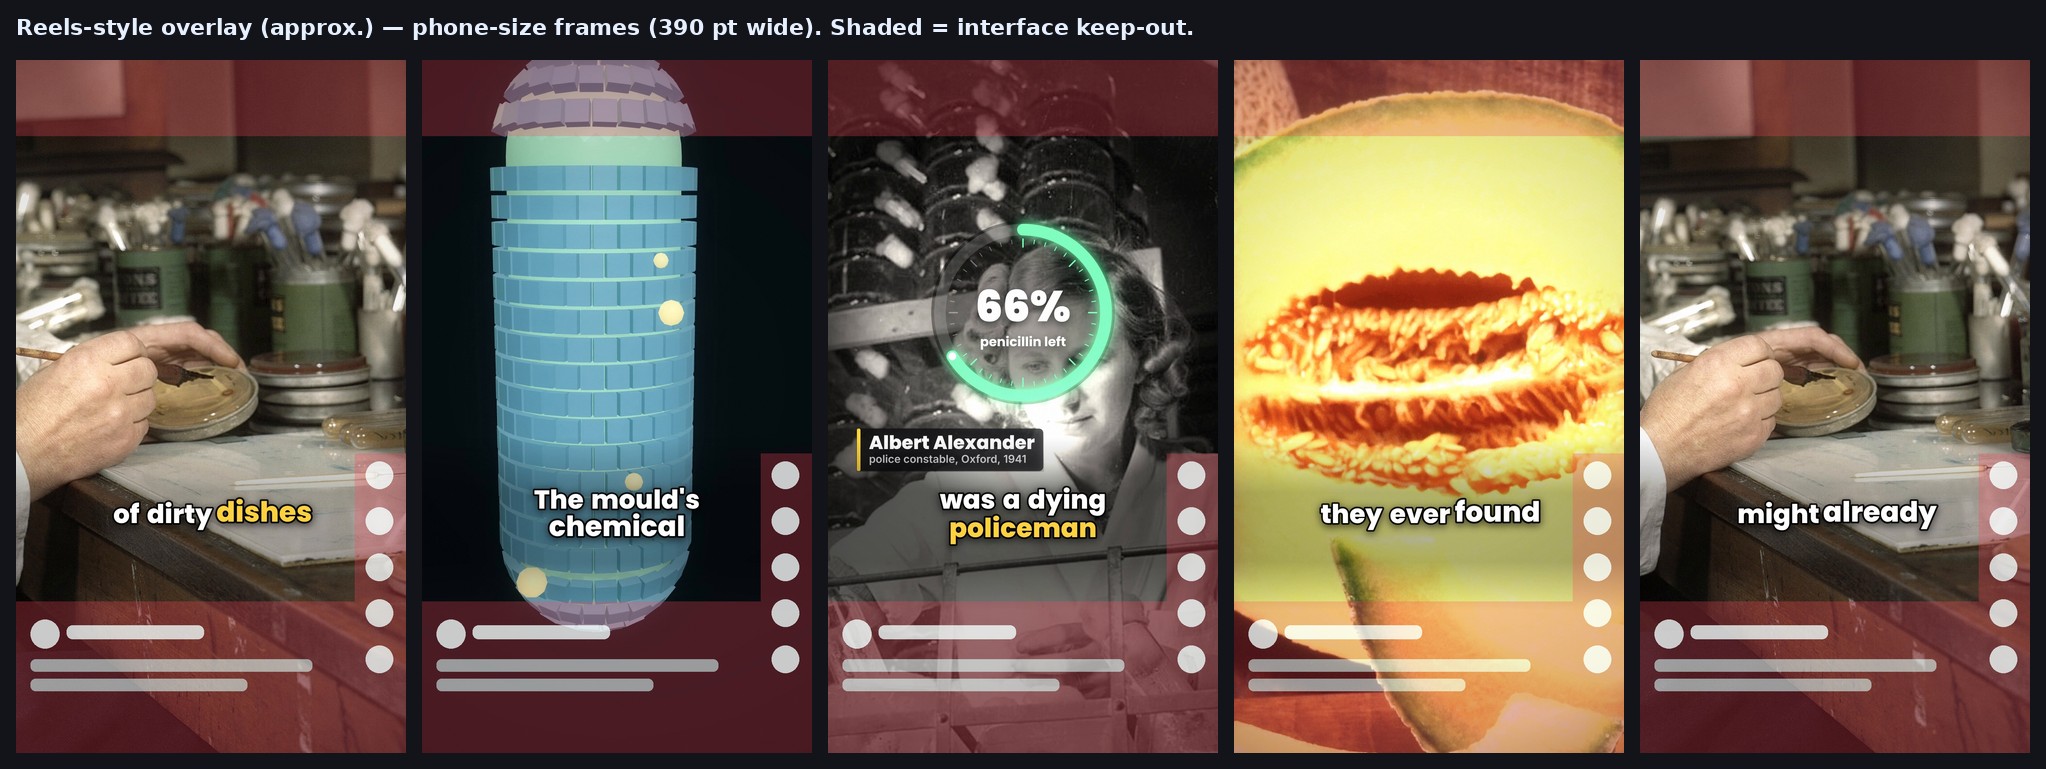 Reels-style overlay (approx.) — phone-size frames (390 pt wide). Shaded = interface keep-out.
of dirty dishes
The mould's
chemical
66%
penicillin left
Albert Alexander
police constable, Oxford, 1941
was a dying
policeman
they ever found
might already